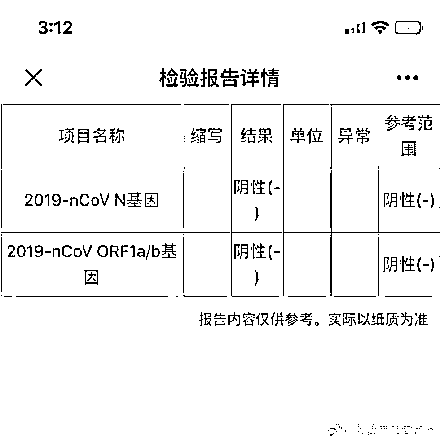 3:12
检验报告详情
项目名称 缩写 结果 单位 异常 参考范
围
2019-nCoV N基因 阴性(- 阴性(-)
)
2019-nCoV ORF1a/b基 阴性(- 阴性(-)
因 )
报告内容仅供参考。实际以纸质为准